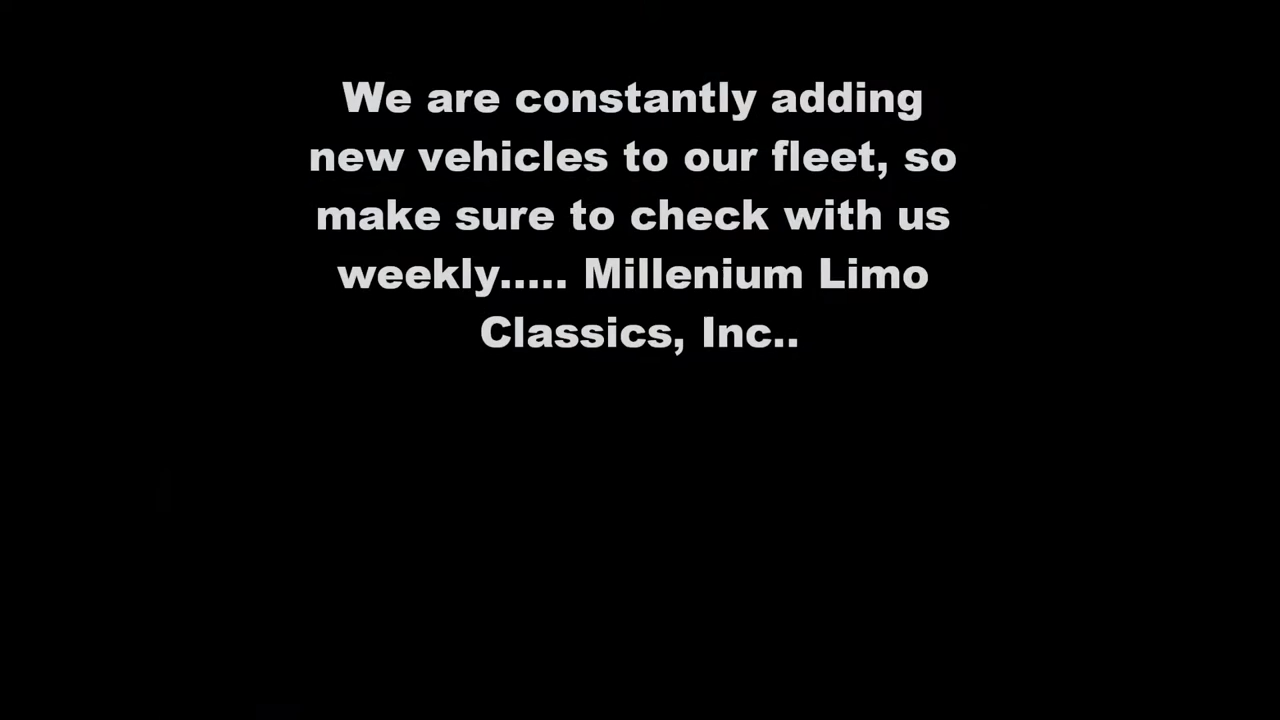 We are constantly adding
new vehicles to our fleet, so
make sure to check with us
weekly..... Millenium Limo
Classics, Inc..